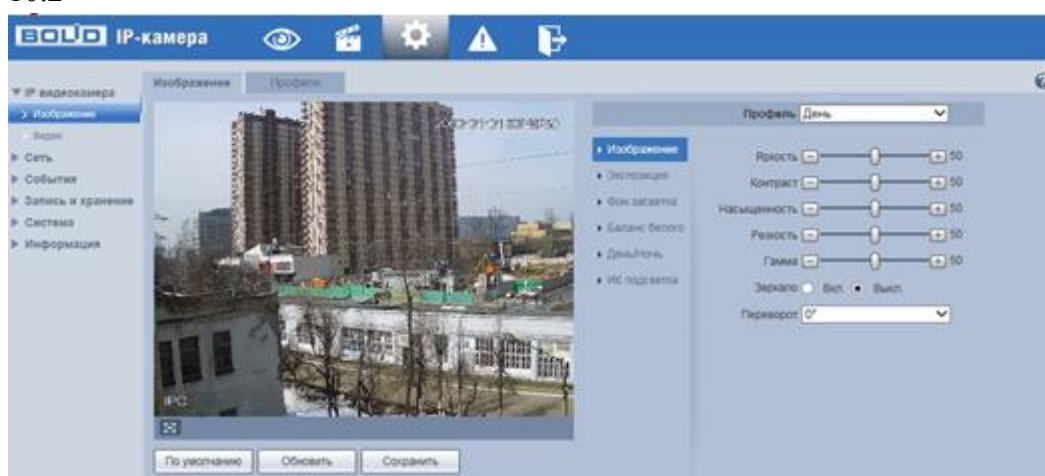 BOLID IP-камера
IP видеокамера
Изображение
Видео
Сеть
События
Запись и хранение
Система
Информация
Изображение
Профили
IPC
По умолчанию
Обновить
Сохранить
Изображение
Экспозиция
Фон.засветка
Баланс белого
День/Ночь
ИК подсветка
Профиль День
Яркость 50
Контраст 50
Насыщенность 50
Резкость 50
Гамма 50
Зеркало Вкл. Выкл.
Переворот 0°